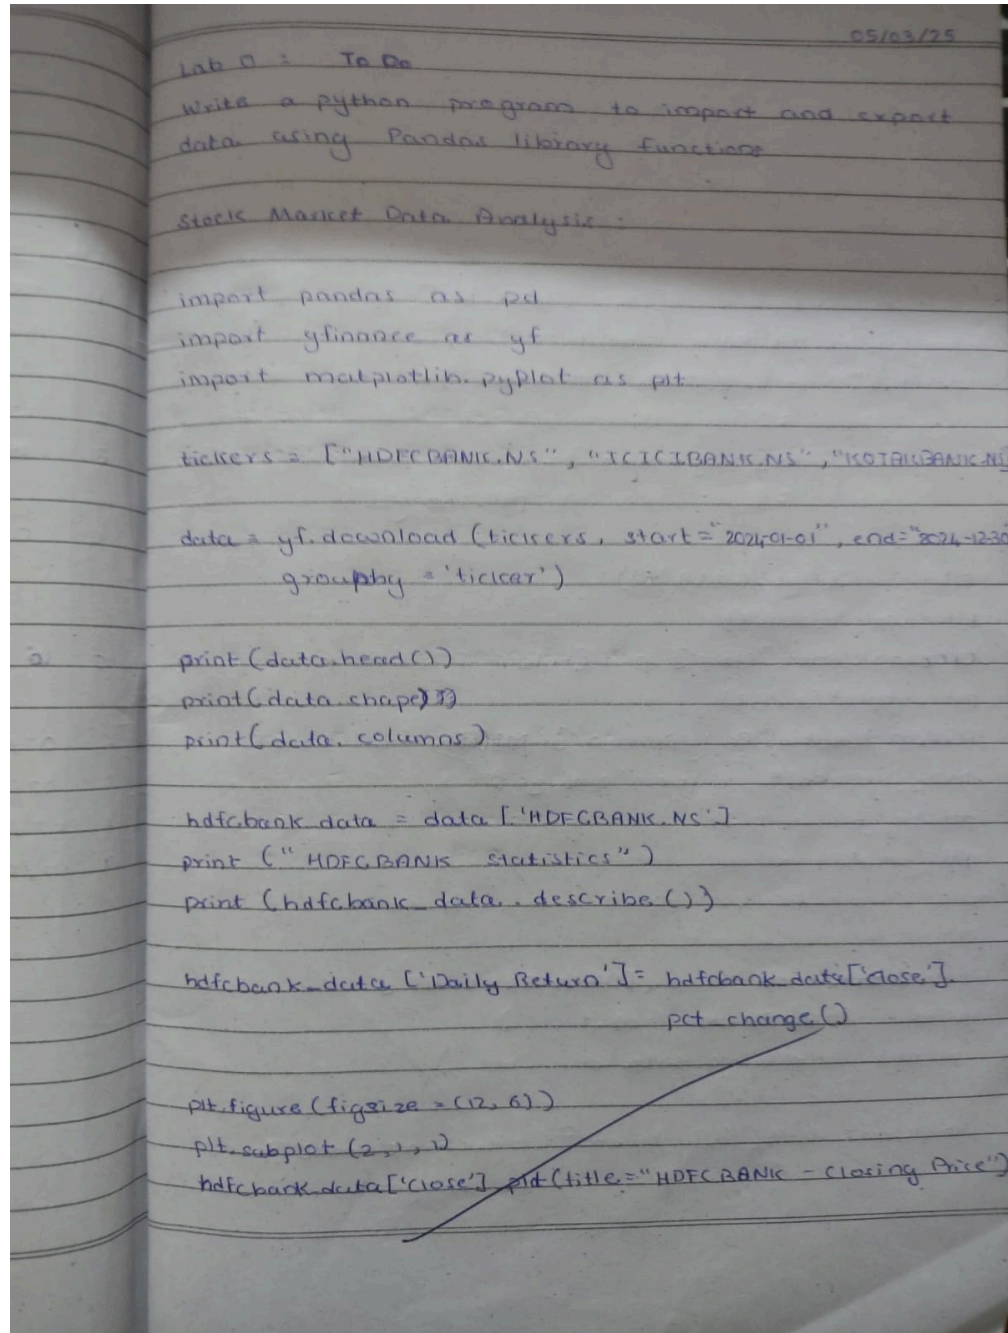 05/03/25
Lab 0 : To Do
Write a python program to import and export
data using Pandas library functions
Stock Market Data Analysis :
import pandas as pd
import yfinance as yf
import matplotlib.pyplot as plt
tickers = ["HDFCBANK.NS", "ICICIBANK.NS", "KOTAKBANK.NS]
data = yf.download (tickers, start="2024-01-01", end="2024-12-30
groupby = 'ticker')
print (data.head())
print(data.shape))
print(data.columns)
hdfcbank_data = data ['HDFCBANK.NS']
print ("HDFCBANK statistics")
print (hdfcbank_data..describe())
hdfcbank_data ['Daily Return'] = hdfcbank_data['close'].
pct_change()
plt.figure(figsize = (12, 6))
plt.subplot (2, 1, 1)
hdfcbank_data['close'].plot(title="HDFCBANK - Closing Price")